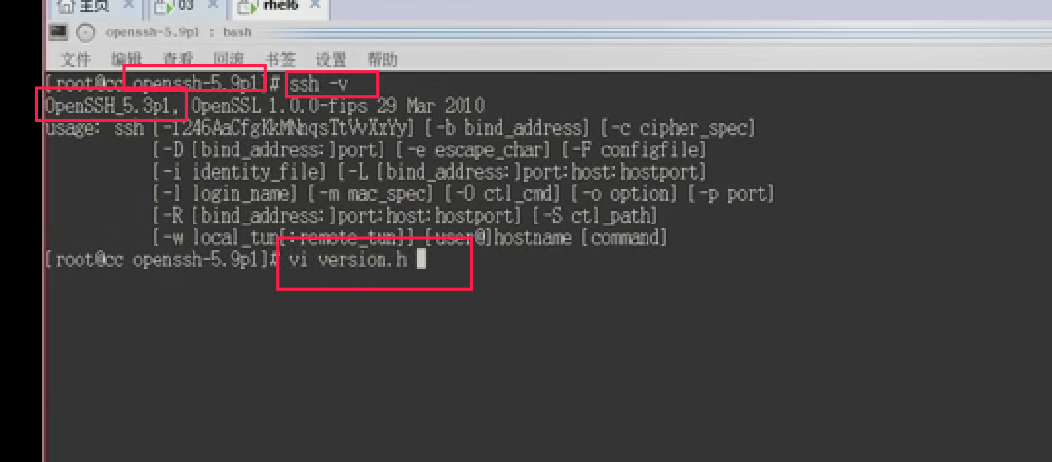 主页 × 03 × rhel6 ×
openssh-5.9p1 : bash
文件 编辑 查看 回滚 书签 设置 帮助
[root@cc openssh-5.9p1]# ssh -v
OpenSSH_5.3p1, OpenSSL 1.0.0-fips 29 Mar 2010
usage: ssh [-1246AaCfgKkMNnqsTtVvXxYy] [-b bind_address] [-c cipher_spec]
[-D [bind_address:]port] [-e escape_char] [-F configfile]
[-i identity_file] [-L [bind_address:]port:host:hostport]
[-l login_name] [-m mac_spec] [-O ctl_cmd] [-o option] [-p port]
[-R [bind_address:]port:host:hostport] [-S ctl_path]
[-w local_tun[:remote_tun]] [user@]hostname [command]
[root@cc openssh-5.9p1]# vi version.h